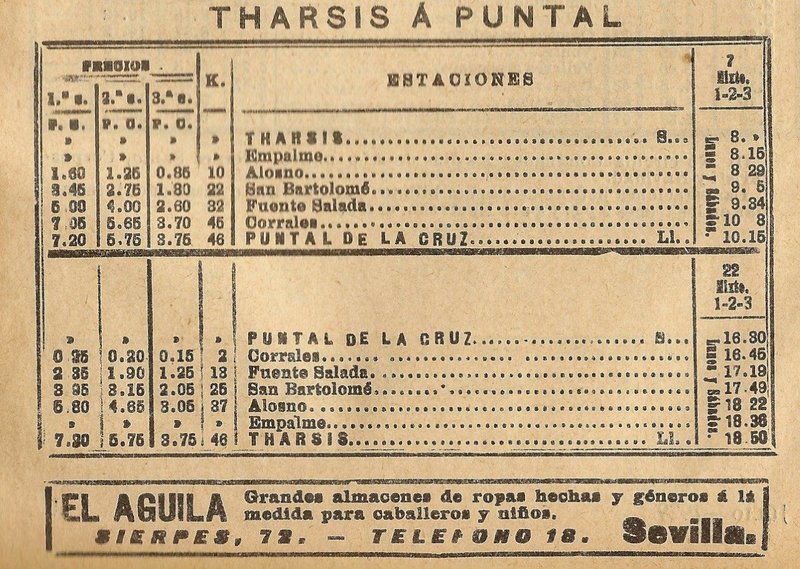 THARSIS Á PUNTAL
PRECIOS K. ESTACIONES 7
1.ª c. 2.ª c. 3.ª c. Mixto.
1-2-3
P. C. P. C. P. C.
» » » » THARSIS S... 8. »
» » » » Empalme 8.15
1.60 1.25 0.85 10 Alosno 8 29
3.45 2.75 1.80 22 San Bartolomé 9. 5
5.00 4.00 2.60 32 Fuente Salada 9.34
7 05 5.65 3.70 45 Corrales 10 8
7.20 5.75 3.75 46 PUNTAL DE LA CRUZ Ll. 10.15
Lunes y Sábados.
22
Mixto.
1-2-3
» » » » PUNTAL DE LA CRUZ S... 16.30
0 25 0.20 0.15 2 Corrales 16.45
2 35 1.90 1.25 13 Fuente Salada 17.19
3 95 3.15 2.05 25 San Bartolomé 17.49
5.80 4.65 3.05 37 Alosno 18 22
» » » » Empalme 18.36
7.20 5.75 3.75 46 THARSIS Ll. 18.50
Lunes y Sábados.
EL AGUILA Grandes almacenes de ropas hechas y géneros á la
medida para caballeros y niños.
SIERPES, 72. — TELEFONO 18. Sevilla.